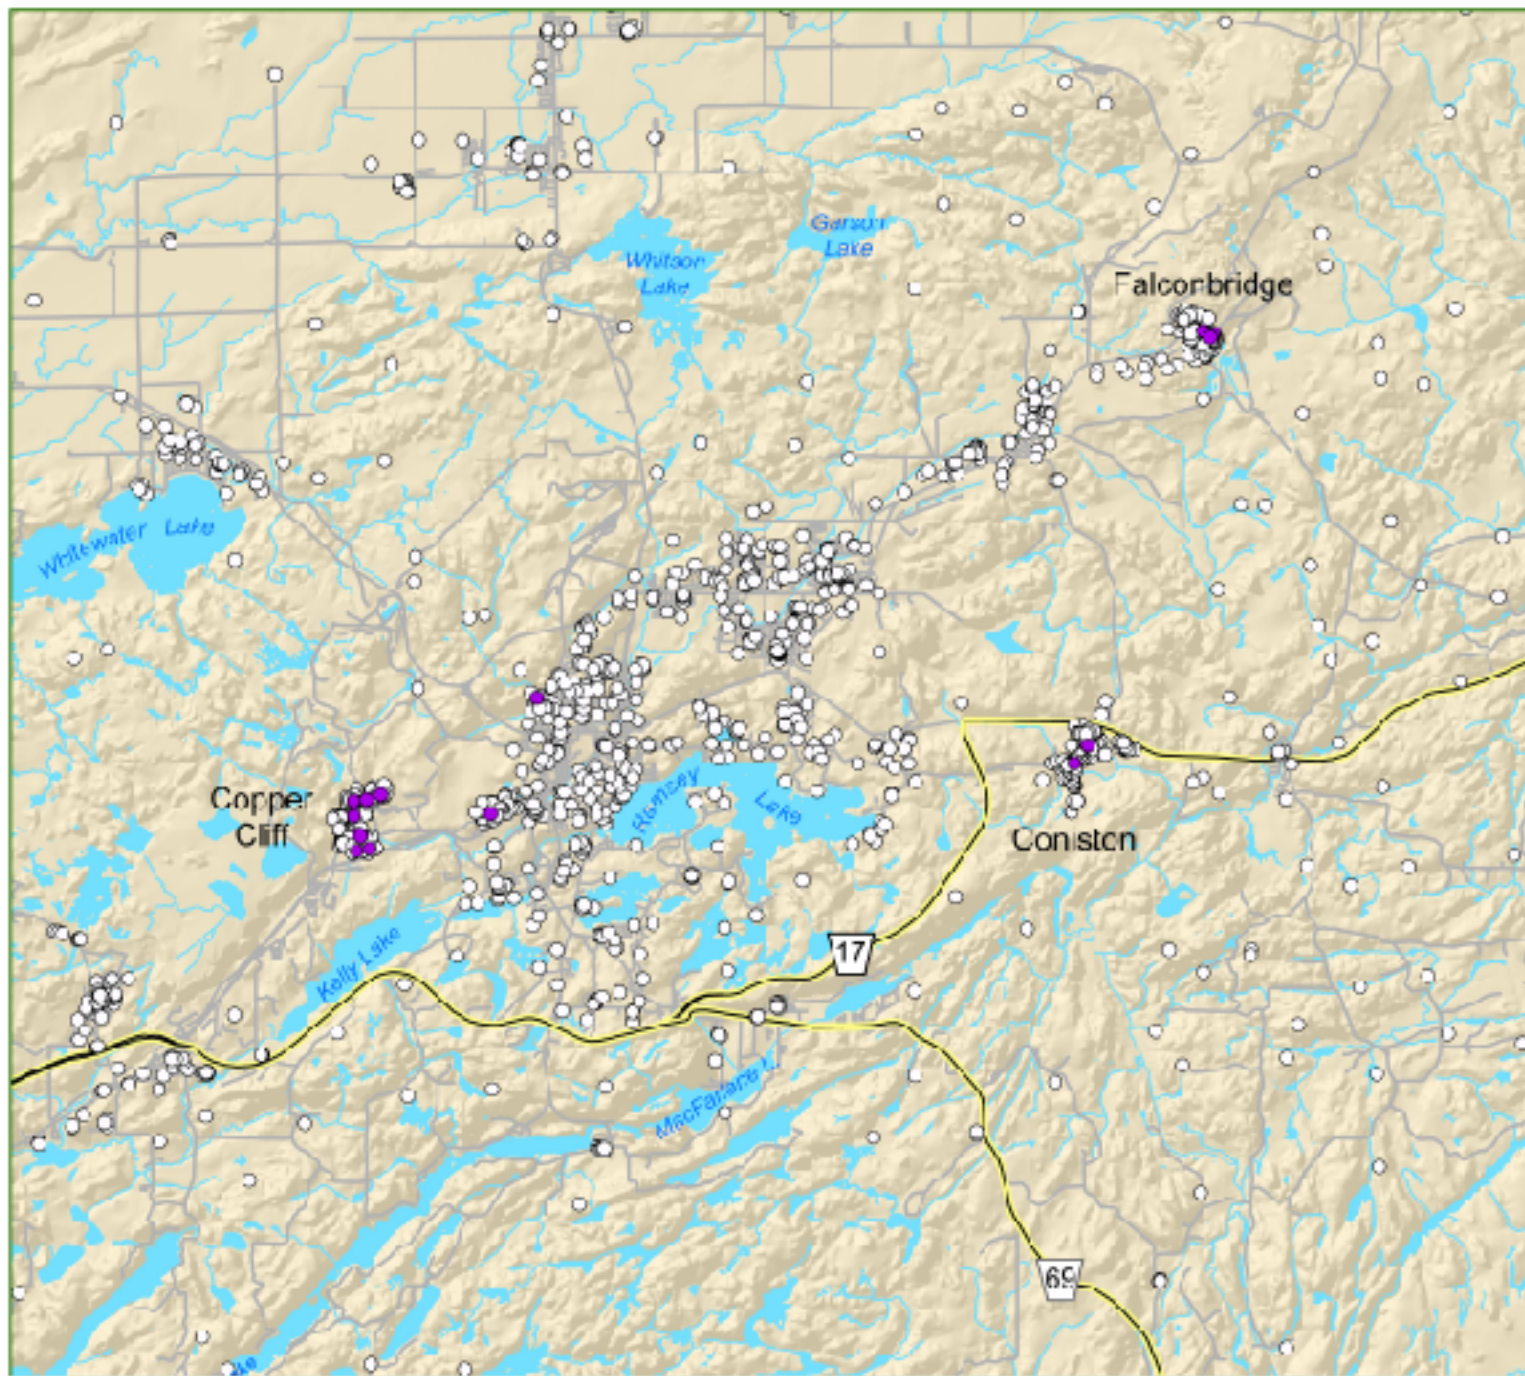 Garson
Lake
Whitson
Lake
Falconbridge
Whitewater Lake
Copper
Cliff
Ramsey
Lake
Coniston
Kelly Lake
17
MacFarlane L.
69